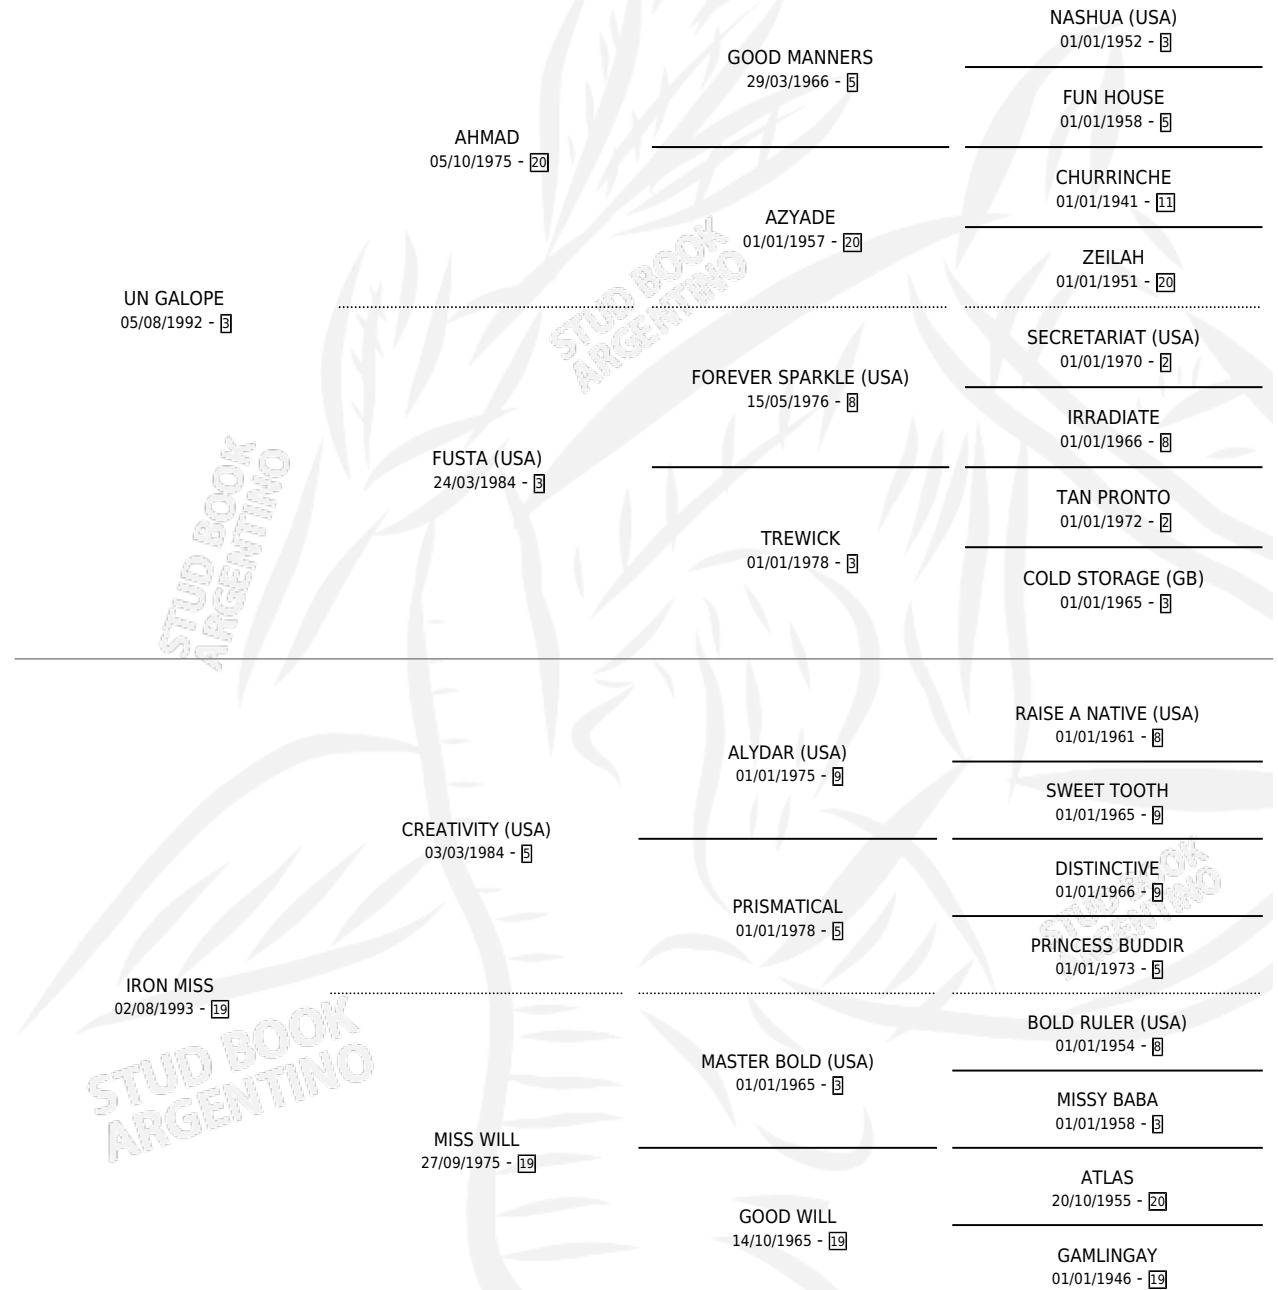 NASHUA (USA)
01/01/1952 - 3
GOOD MANNERS
29/03/1966 - 5
FUN HOUSE
01/01/1958 - 5
AHMAD
05/10/1975 - 20
CHURRINCHE
01/01/1941 - 11
AZYADE
01/01/1957 - 20
ZEILAH
01/01/1951 - 20
UN GALOPE
05/08/1992 - 3
STUD BOOK
ARGENTINO
SECRETARIAT (USA)
01/01/1970 - 2
FOREVER SPARKLE (USA)
15/05/1976 - 8
IRRADIATE
01/01/1966 - 8
FUSTA (USA)
24/03/1984 - 3
TAN PRONTO
01/01/1972 - 2
TREWICK
01/01/1978 - 3
COLD STORAGE (GB)
01/01/1965 - 3
STUD BOOK
ARGENTINO
RAISE A NATIVE (USA)
01/01/1961 - 8
ALYDAR (USA)
01/01/1975 - 9
SWEET TOOTH
01/01/1965 - 9
CREATIVITY (USA)
03/03/1984 - 5
DISTINCTIVE
01/01/1966 - 9
PRISMATICAL
01/01/1978 - 5
PRINCESS BUDDIR
01/01/1973 - 5
STUD BOOK
ARGENTINO
IRON MISS
02/08/1993 - 19
BOLD RULER (USA)
01/01/1954 - 8
MASTER BOLD (USA)
01/01/1965 - 3
MISSY BABA
01/01/1958 - 3
STUD BOOK
ARGENTINO
MISS WILL
27/09/1975 - 19
ATLAS
20/10/1955 - 20
GOOD WILL
14/10/1965 - 19
GAMLINGAY
01/01/1946 - 19